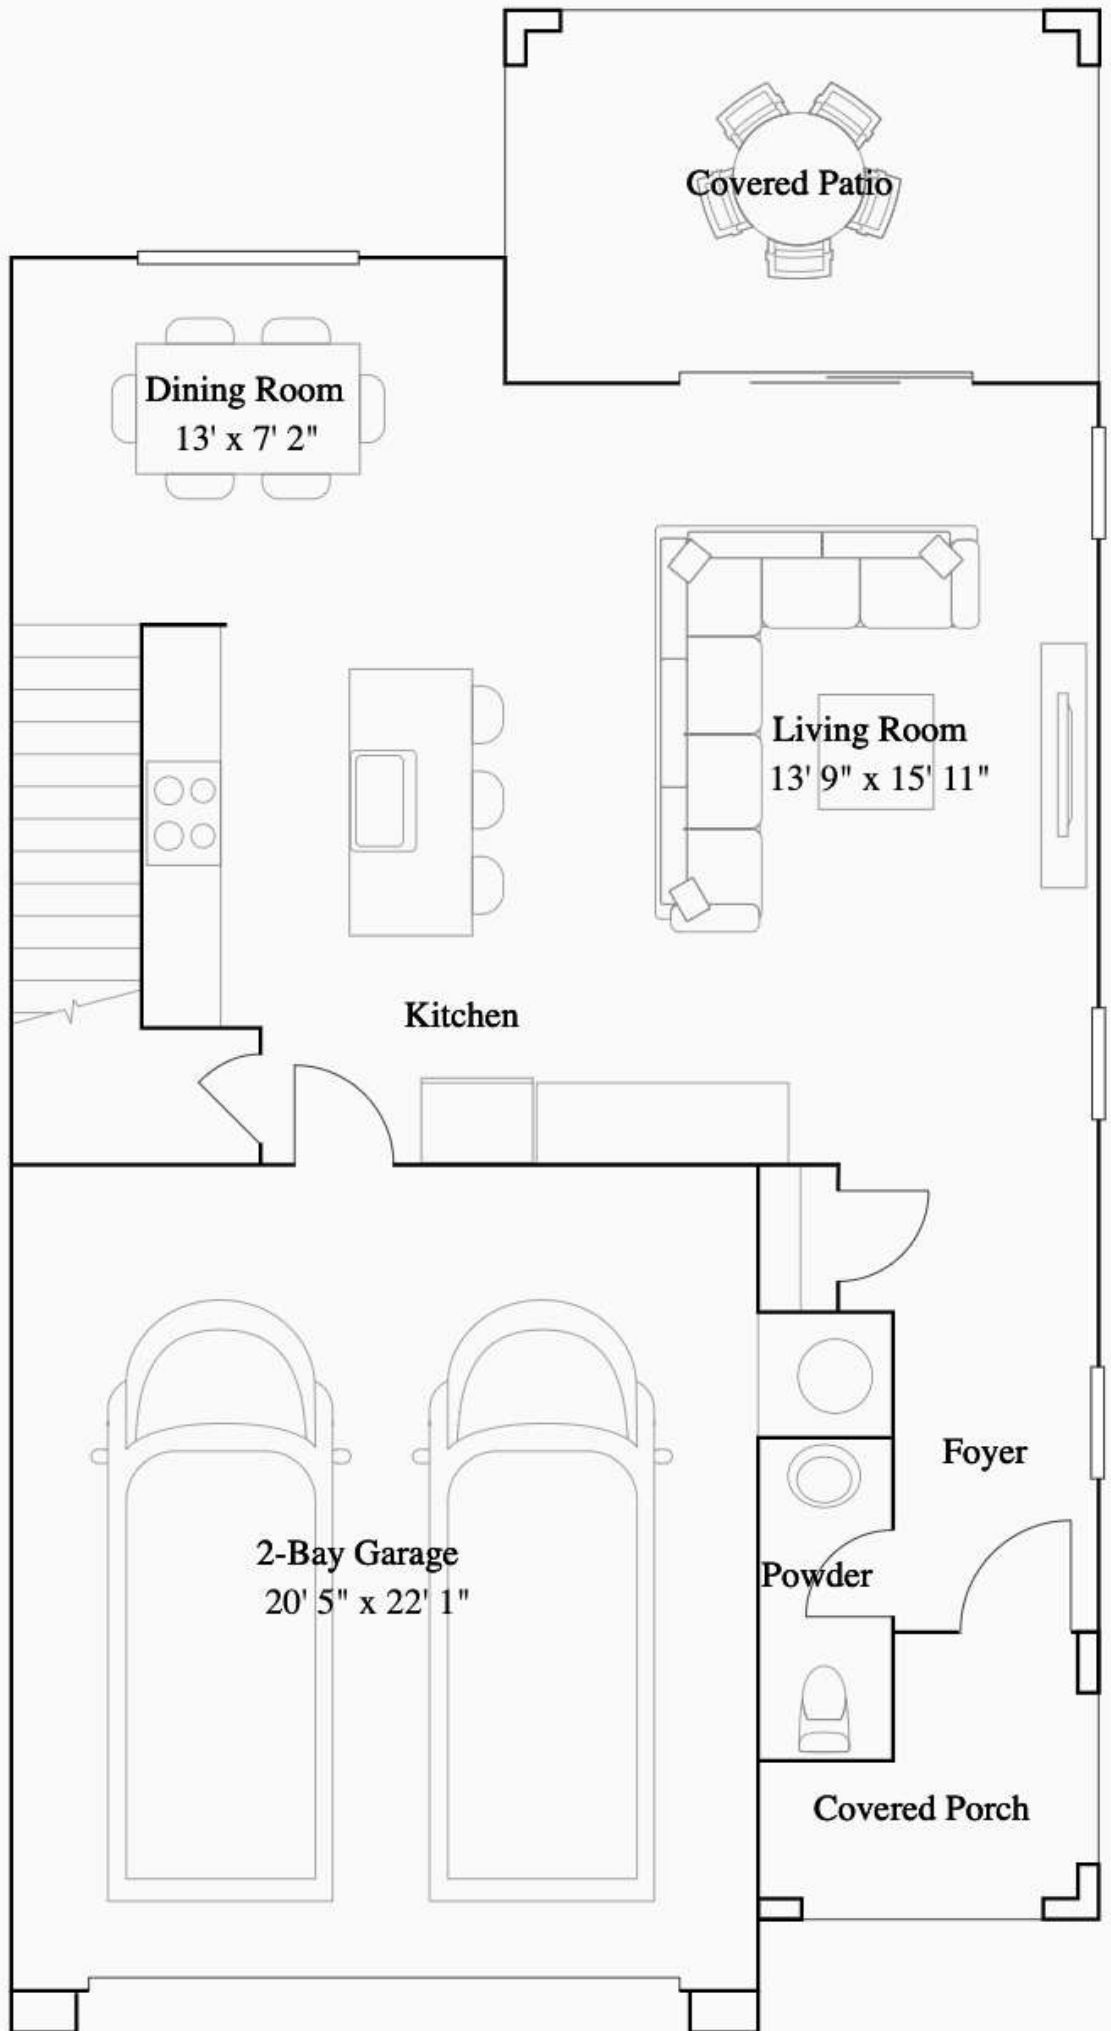 Covered Patio
Dining Room
13' x 7' 2"
Living Room
13' 9" x 15' 11"
Kitchen
Foyer
2-Bay Garage
20' 5" x 22' 1"
Powder
Covered Porch